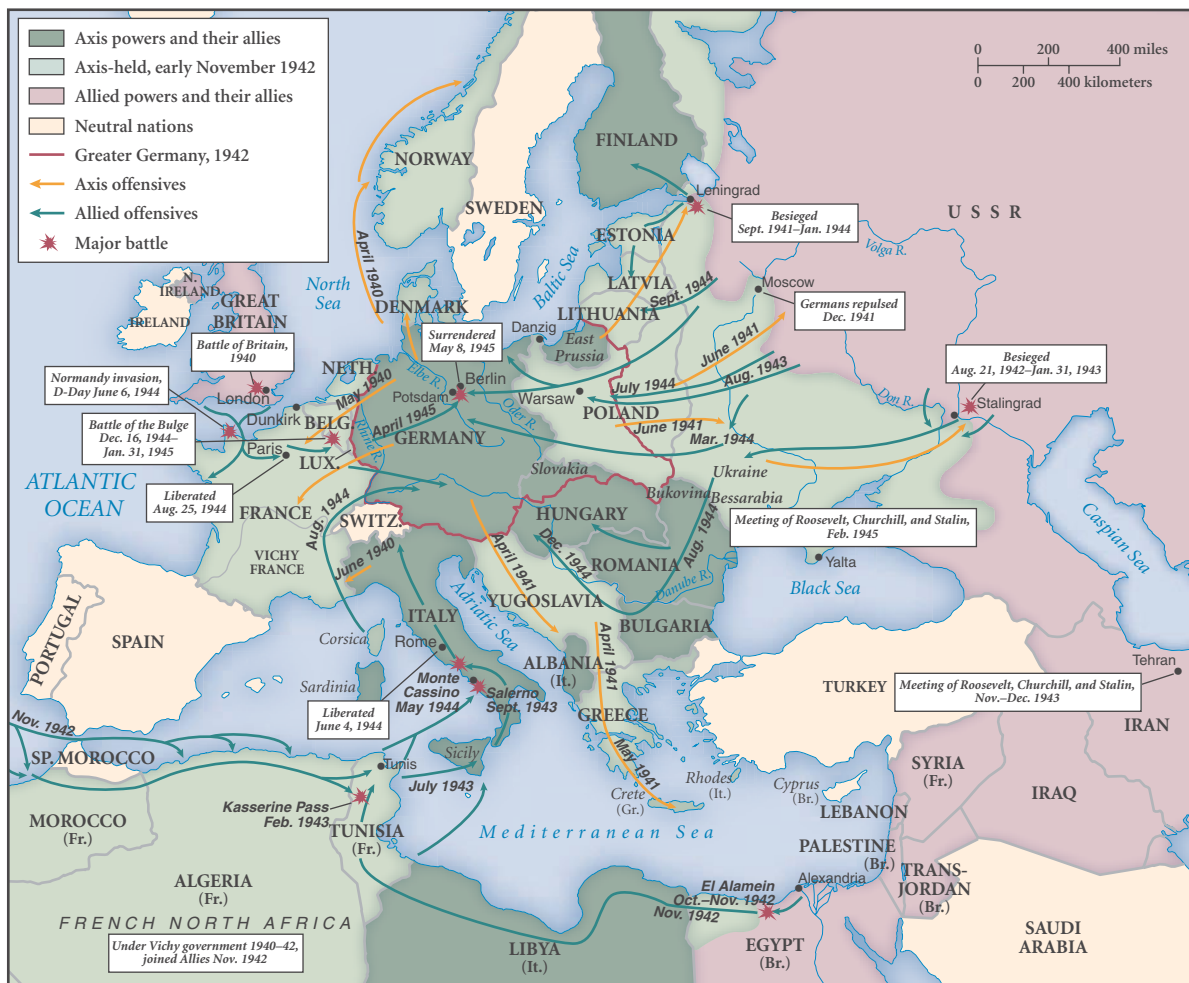 Axis powers and their allies
Axis-held, early November 1942
Allied powers and their allies
Neutral nations
Greater Germany, 1942
Axis offensives
Allied offensives
Major battle
0 200 400 miles
0 200 400 kilometers
NORWAY
SWEDEN
FINLAND
Leningrad
Besieged
Sept. 1941–Jan. 1944
USSR
Volga R.
ESTONIA
Baltic Sea
LATVIA
Sept. 1944
LITHUANIA
Moscow
Germans repulsed
Dec. 1941
April 1940
North
Sea
DENMARK
N.
IRELAND
IRELAND
GREAT
BRITAIN
Battle of Britain,
1940
London
Surrendered
May 8, 1945
Danzig
East
Prussia
June 1941
Aug. 1943
July 1944
Besieged
Aug. 21, 1942–Jan. 31, 1943
Stalingrad
Don R.
NETH.
May 1940
Elbe R.
Berlin
Potsdam
Oder R.
Warsaw
POLAND
June 1941
Mar. 1944
Normandy invasion,
D-Day June 6, 1944
Dunkirk
BELG.
April 1945
GERMANY
Rhine R.
Battle of the Bulge
Dec. 16, 1944–
Jan. 31, 1945
Paris
LUX.
Liberated
Aug. 25, 1944
ATLANTIC
OCEAN
FRANCE
Aug. 1944
SWITZ.
Slovakia
Ukraine
Bukovina
Bessarabia
HUNGARY
Aug. 1944
Meeting of Roosevelt, Churchill, and Stalin,
Feb. 1945
Yalta
Caspian Sea
VICHY
FRANCE
June 1940
April 1941
Dec. 1944
ROMANIA
Danube R.
Black Sea
YUGOSLAVIA
Adriatic Sea
ITALY
BULGARIA
PORTUGAL
SPAIN
Corsica
Rome
April 1941
ALBANIA
(It.)
Sardinia
Monte
Cassino
May 1944
Salerno
Sept. 1943
Liberated
June 4, 1944
GREECE
TURKEY
Tehran
Meeting of Roosevelt, Churchill, and Stalin,
Nov.–Dec. 1943
IRAN
Nov. 1942
SP. MOROCCO
Tunis
Sicily
July 1943
May 1941
Rhodes
(It.)
Crete
(Gr.)
Cyprus
(Br.)
SYRIA
(Fr.)
IRAQ
LEBANON
Kasserine Pass
Feb. 1943
MOROCCO
(Fr.)
TUNISIA
(Fr.)
Mediterranean Sea
PALESTINE
(Br.)
TRANS-
JORDAN
(Br.)
ALGERIA
(Fr.)
Alexandria
El Alamein
Oct.–Nov. 1942
Nov. 1942
FRENCH NORTH AFRICA
Under Vichy government 1940–42,
joined Allies Nov. 1942
LIBYA
(It.)
EGYPT
(Br.)
SAUDI
ARABIA